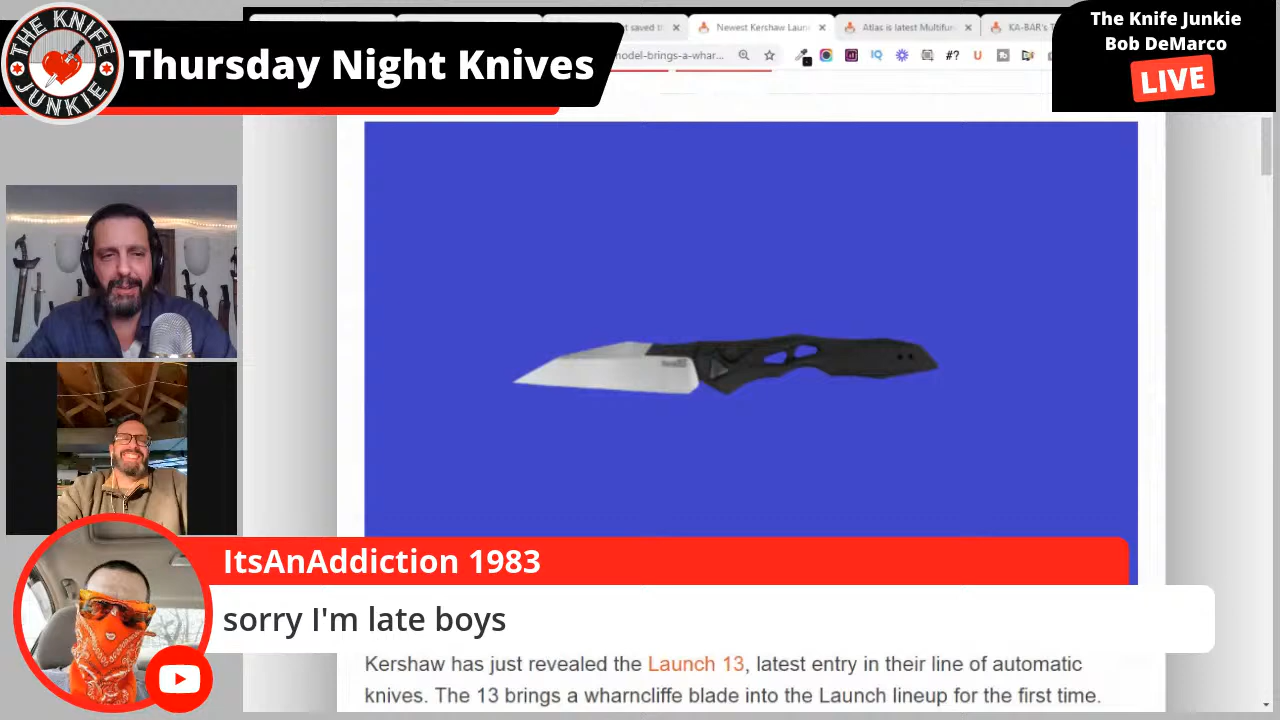 THE KNIFE
JUNKIE
Thursday Night Knives
Newest Kershaw Laun
Atlas is latest Multifun
KA-BAR's T
model-brings-a-whar...
#?
The Knife Junkie
Bob DeMarco
LIVE
ItsAnAddiction 1983
sorry I'm late boys
Kershaw has just revealed the Launch 13, latest entry in their line of automatic
knives. The 13 brings a wharncliffe blade into the Launch lineup for the first time.